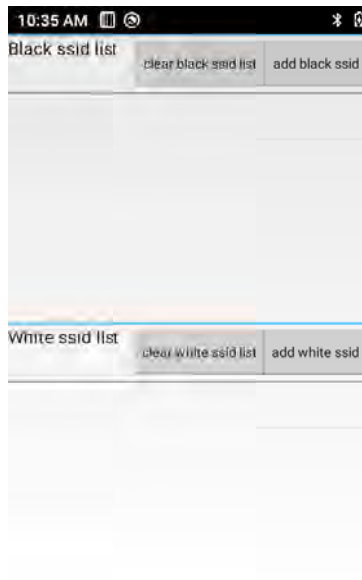 10:35 AM
Black ssid list
clear black ssid list add black ssid
White ssid list
clear white ssid list add white ssid